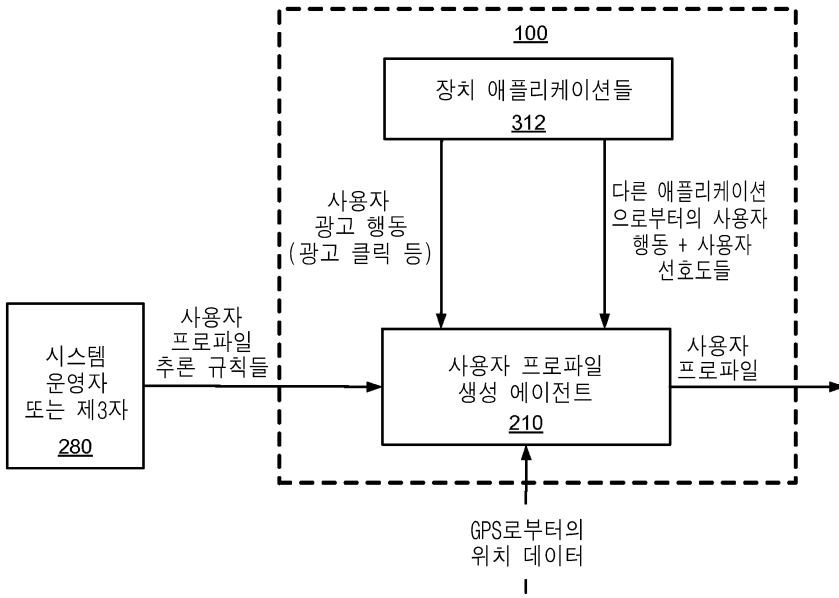 100
장치 애플리케이션들
312
사용자
광고 행동
(광고 클릭 등)
다른 애플리케이션
으로부터의 사용자
행동 + 사용자
선호도들
시스템
운영자
또는 제3자
280
사용자
프로파일
추론 규칙들
사용자 프로파일
생성 에이전트
210
사용자
프로파일
GPS로부터의
위치 데이터